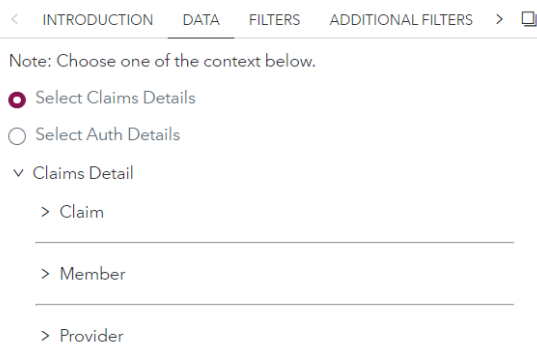 INTRODUCTION DATA FILTERS ADDITIONAL FILTERS
Note: Choose one of the context below.
Select Claims Details
Select Auth Details
Claims Detail
Claim
Member
Provider